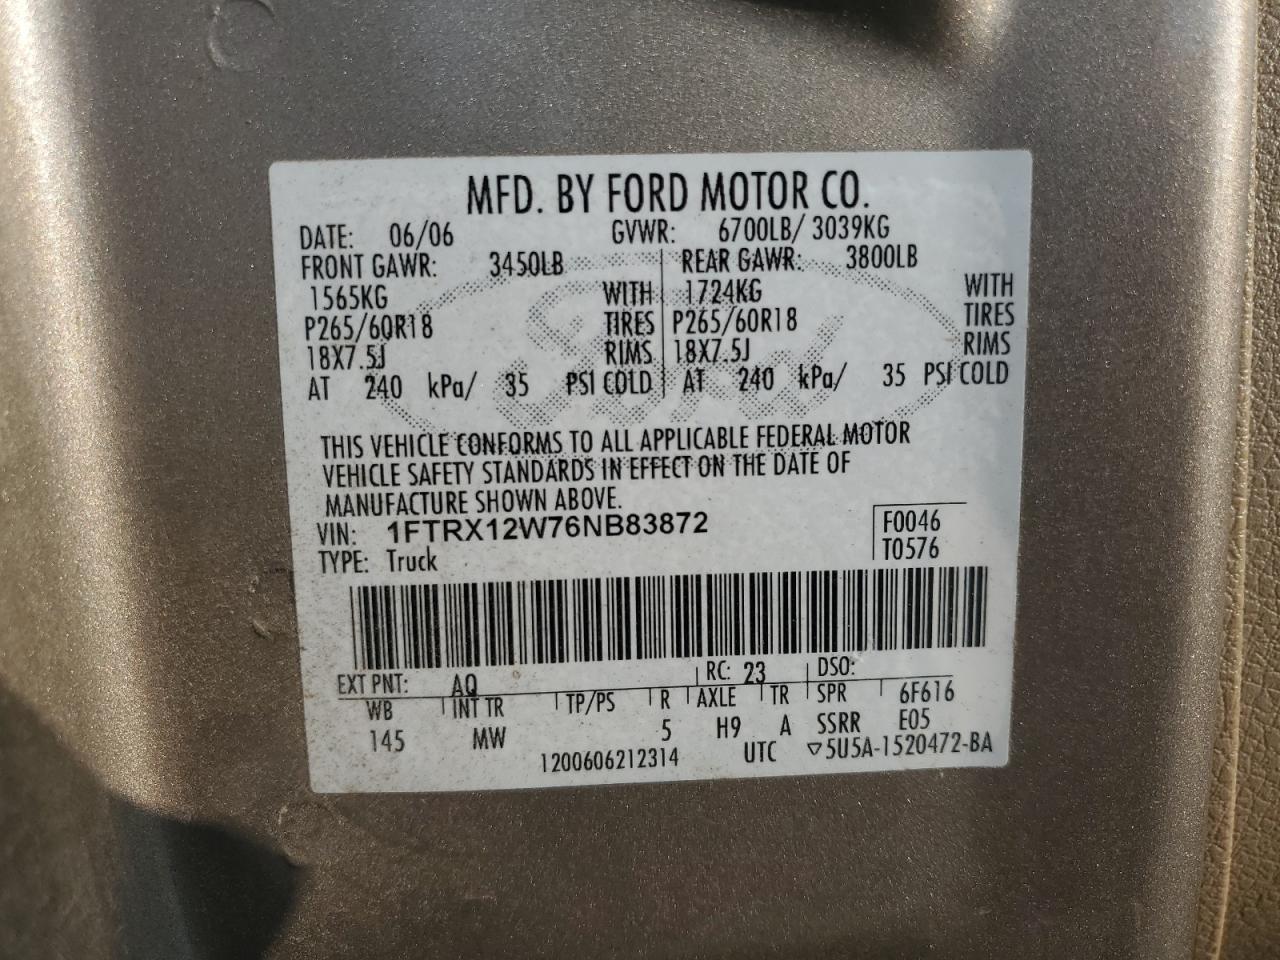 MFD. BY FORD MOTOR CO.
DATE: 06/06 GVWR: 6700LB/ 3039KG
FRONT GAWR: 3450LB REAR GAWR: 3800LB
1565KG WITH 1724KG WITH
P265/60R18 TIRES P265/60R18 TIRES
18X7.5J RIMS 18X7.5J RIMS
AT 240 kPa/ 35 PSI COLD AT 240 kPa/ 35 PSI COLD
Ford
THIS VEHICLE CONFORMS TO ALL APPLICABLE FEDERAL MOTOR
VEHICLE SAFETY STANDARDS IN EFFECT ON THE DATE OF
MANUFACTURE SHOWN ABOVE.
VIN: 1FTRX12W76NB83872 F0046
TYPE: Truck T0576
EXT PNT: AQ RC: 23 DSO:
WB INT TR TP/PS R AXLE TR SPR 6F616
145 MW 5 H9 A SSRR E05
1200606212314 UTC ▽5U5A-1520472-BA